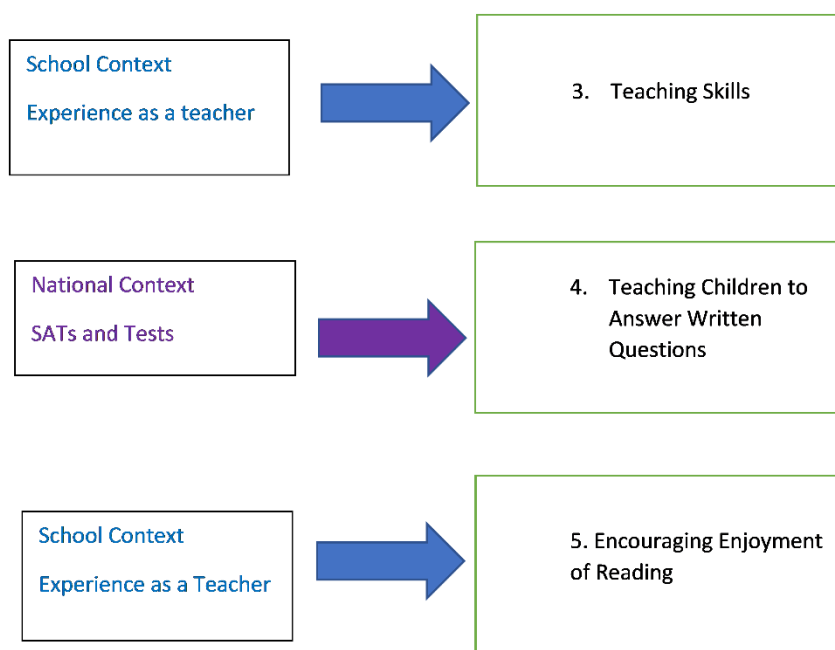 School Context
Experience as a teacher
3. Teaching Skills
National Context
SATs and Tests
4. Teaching Children to
Answer Written
Questions
School Context
Experience as a Teacher
5. Encouraging Enjoyment
of Reading